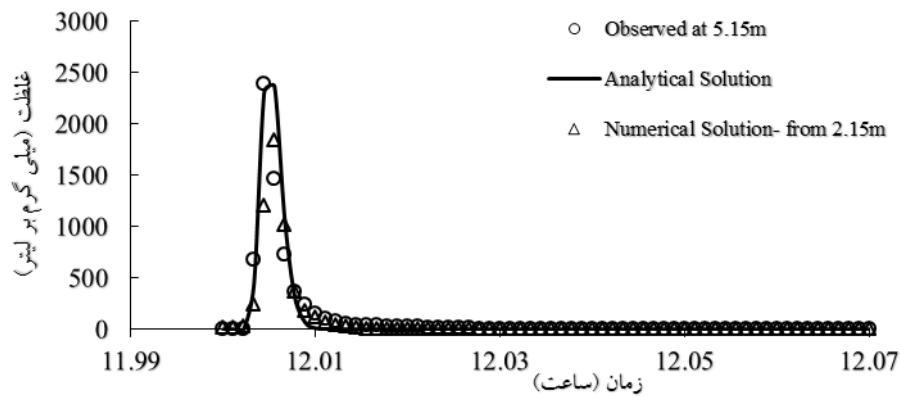 3000
2500
2000
1500
1000
500
0
غلظت (میلی گرم بر لیتر)
Observed at 5.15m
Analytical Solution
Numerical Solution- from 2.15m
11.99 12.01 12.03 12.05 12.07
زمان (ساعت)